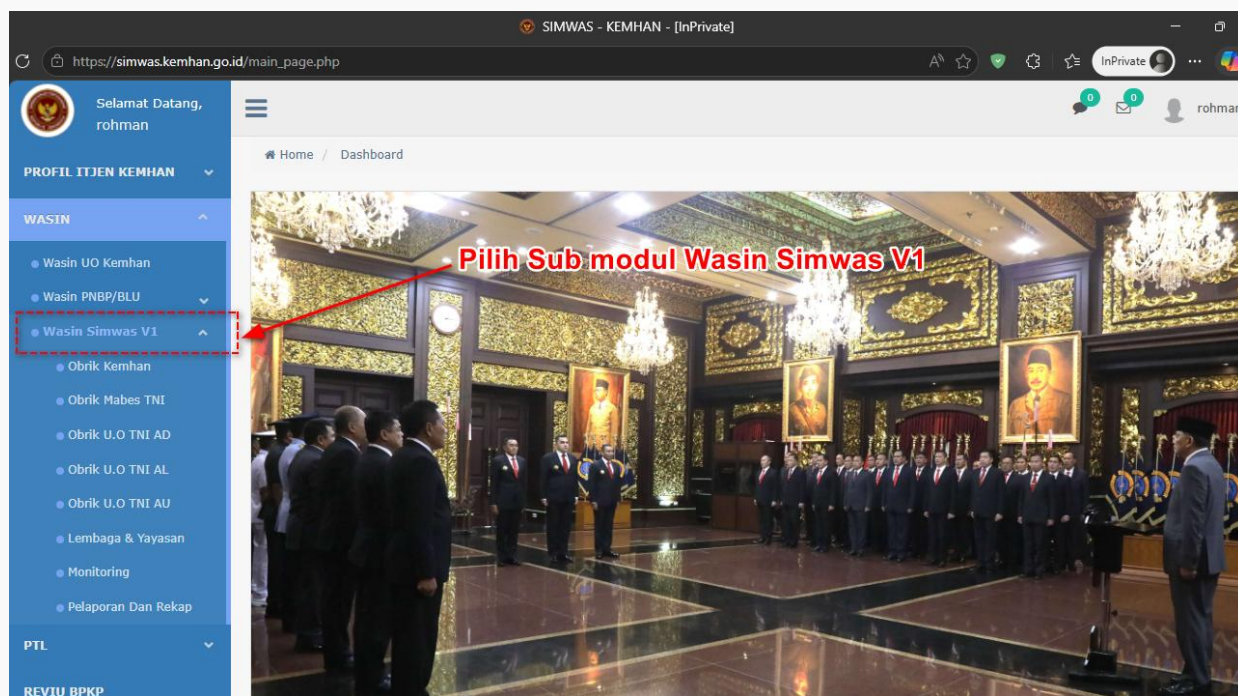 SIMWAS - KEMHAN - [InPrivate]
https://simwas.kemhan.go.id/main_page.php
InPrivate
Selamat Datang,
rohman
0
0
rohman
Home / Dashboard
PROFIL ITJEN KEMHAN
WASIN
Wasin UO Kemhan
Wasin PNBP/BLU
Wasin Simwas V1
Obrik Kemhan
Obrik Mabes TNI
Obrik U.O TNI AD
Obrik U.O TNI AL
Obrik U.O TNI AU
Lembaga & Yayasan
Monitoring
Pelaporan Dan Rekap
PTL
REVIU BPKP
Pilih Sub modul Wasin Simwas V1